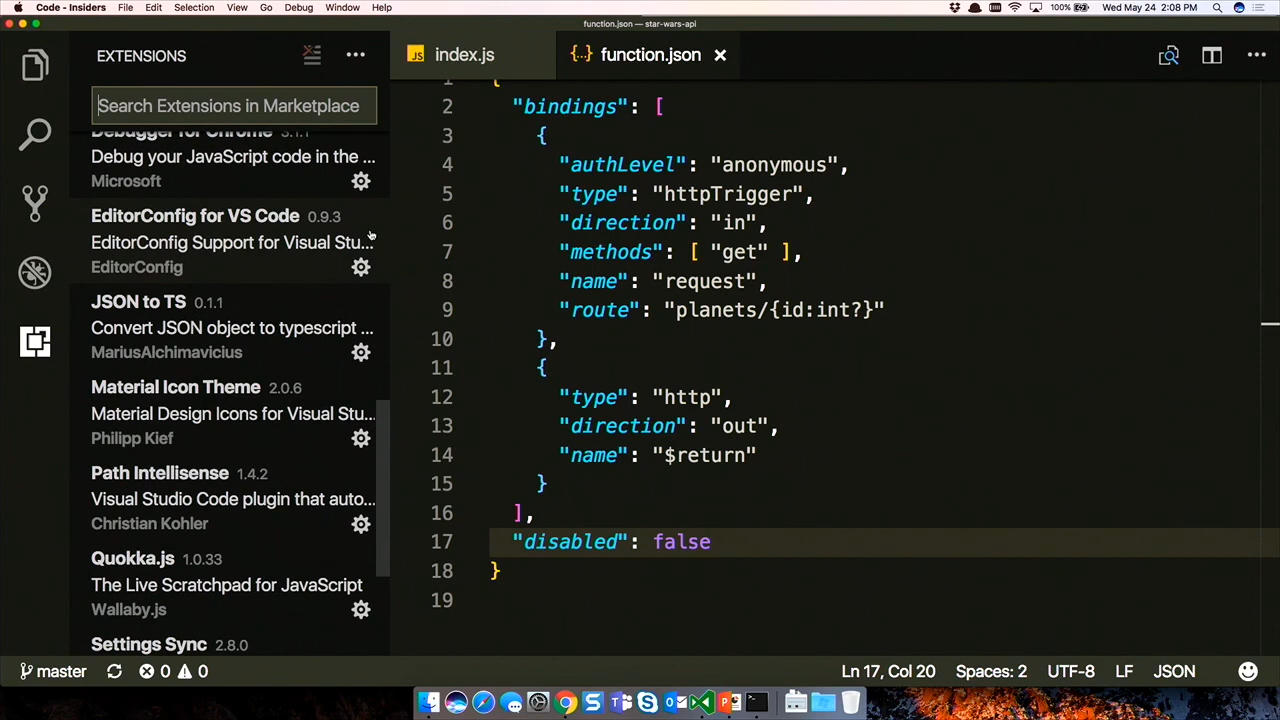 Code - Insiders File Edit Selection View Go Debug Window Help 100% Wed May 24 2:08 PM
function.json — star-wars-api
EXTENSIONS
Search Extensions in Marketplace
Debugger for Chrome 3.1.1
Debug your JavaScript code in the ...
Microsoft
EditorConfig for VS Code 0.9.3
EditorConfig Support for Visual Stu...
EditorConfig
JSON to TS 0.1.1
Convert JSON object to typescript ...
MariusAlchimavicius
Material Icon Theme 2.0.6
Material Design Icons for Visual Stu...
Philipp Kief
Path Intellisense 1.4.2
Visual Studio Code plugin that auto...
Christian Kohler
Quokka.js 1.0.33
The Live Scratchpad for JavaScript
Wallaby.js
Settings Sync 2.8.0
JS index.js {..} function.json
1 {
2 "bindings": [
3 {
4 "authLevel": "anonymous",
5 "type": "httpTrigger",
6 "direction": "in",
7 "methods": [ "get" ],
8 "name": "request",
9 "route": "planets/{id:int?}"
10 },
11 {
12 "type": "http",
13 "direction": "out",
14 "name": "$return"
15 }
16 ],
17 "disabled": false
18 }
19
master 0 0 Ln 17, Col 20 Spaces: 2 UTF-8 LF JSON